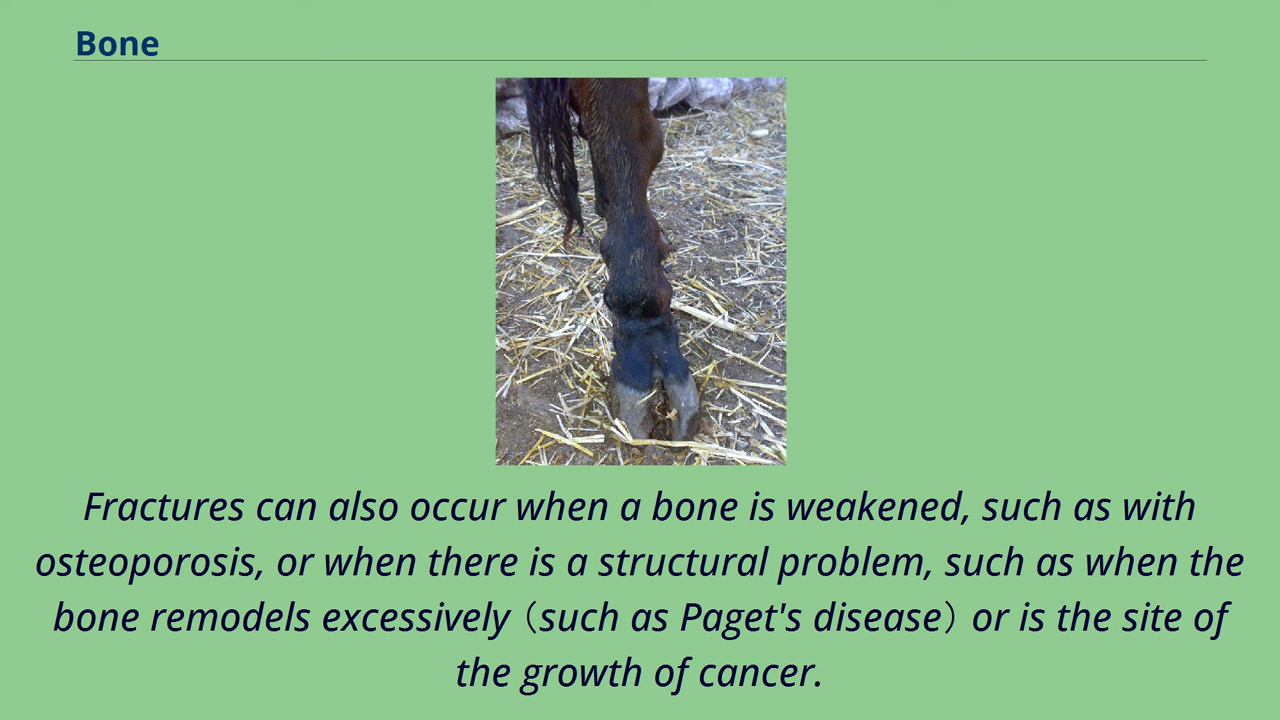 Bone
Fractures can also occur when a bone is weakened, such as with
osteoporosis, or when there is a structural problem, such as when the
bone remodels excessively（such as Paget's disease）or is the site of
the growth of cancer.